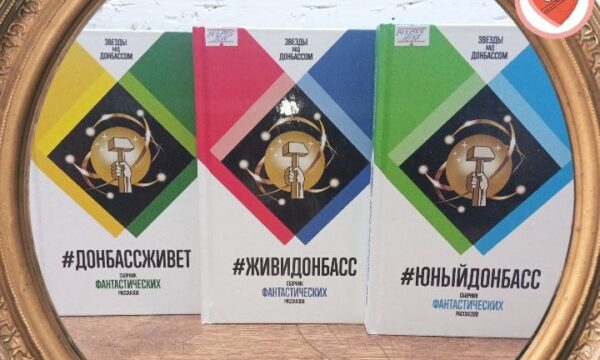 ЗВЕЗДЫ
НАД
ДОНБАССОМ
#ДОНБАССЖИВЕТ
СБОРНИК
ФАНТАСТИЧЕСКИХ
РАССКАЗОВ
ЗВЕЗДЫ
НАД
ДОНБАССОМ
#ЖИВИДОНБАСС
СБОРНИК
ФАНТАСТИЧЕСКИХ
РАССКАЗОВ
ЗВЕЗДЫ
НАД
ДОНБАССОМ
#ЮНЫЙДОНБАСС
СБОРНИК
ФАНТАСТИЧЕСКИХ
РАССКАЗОВ